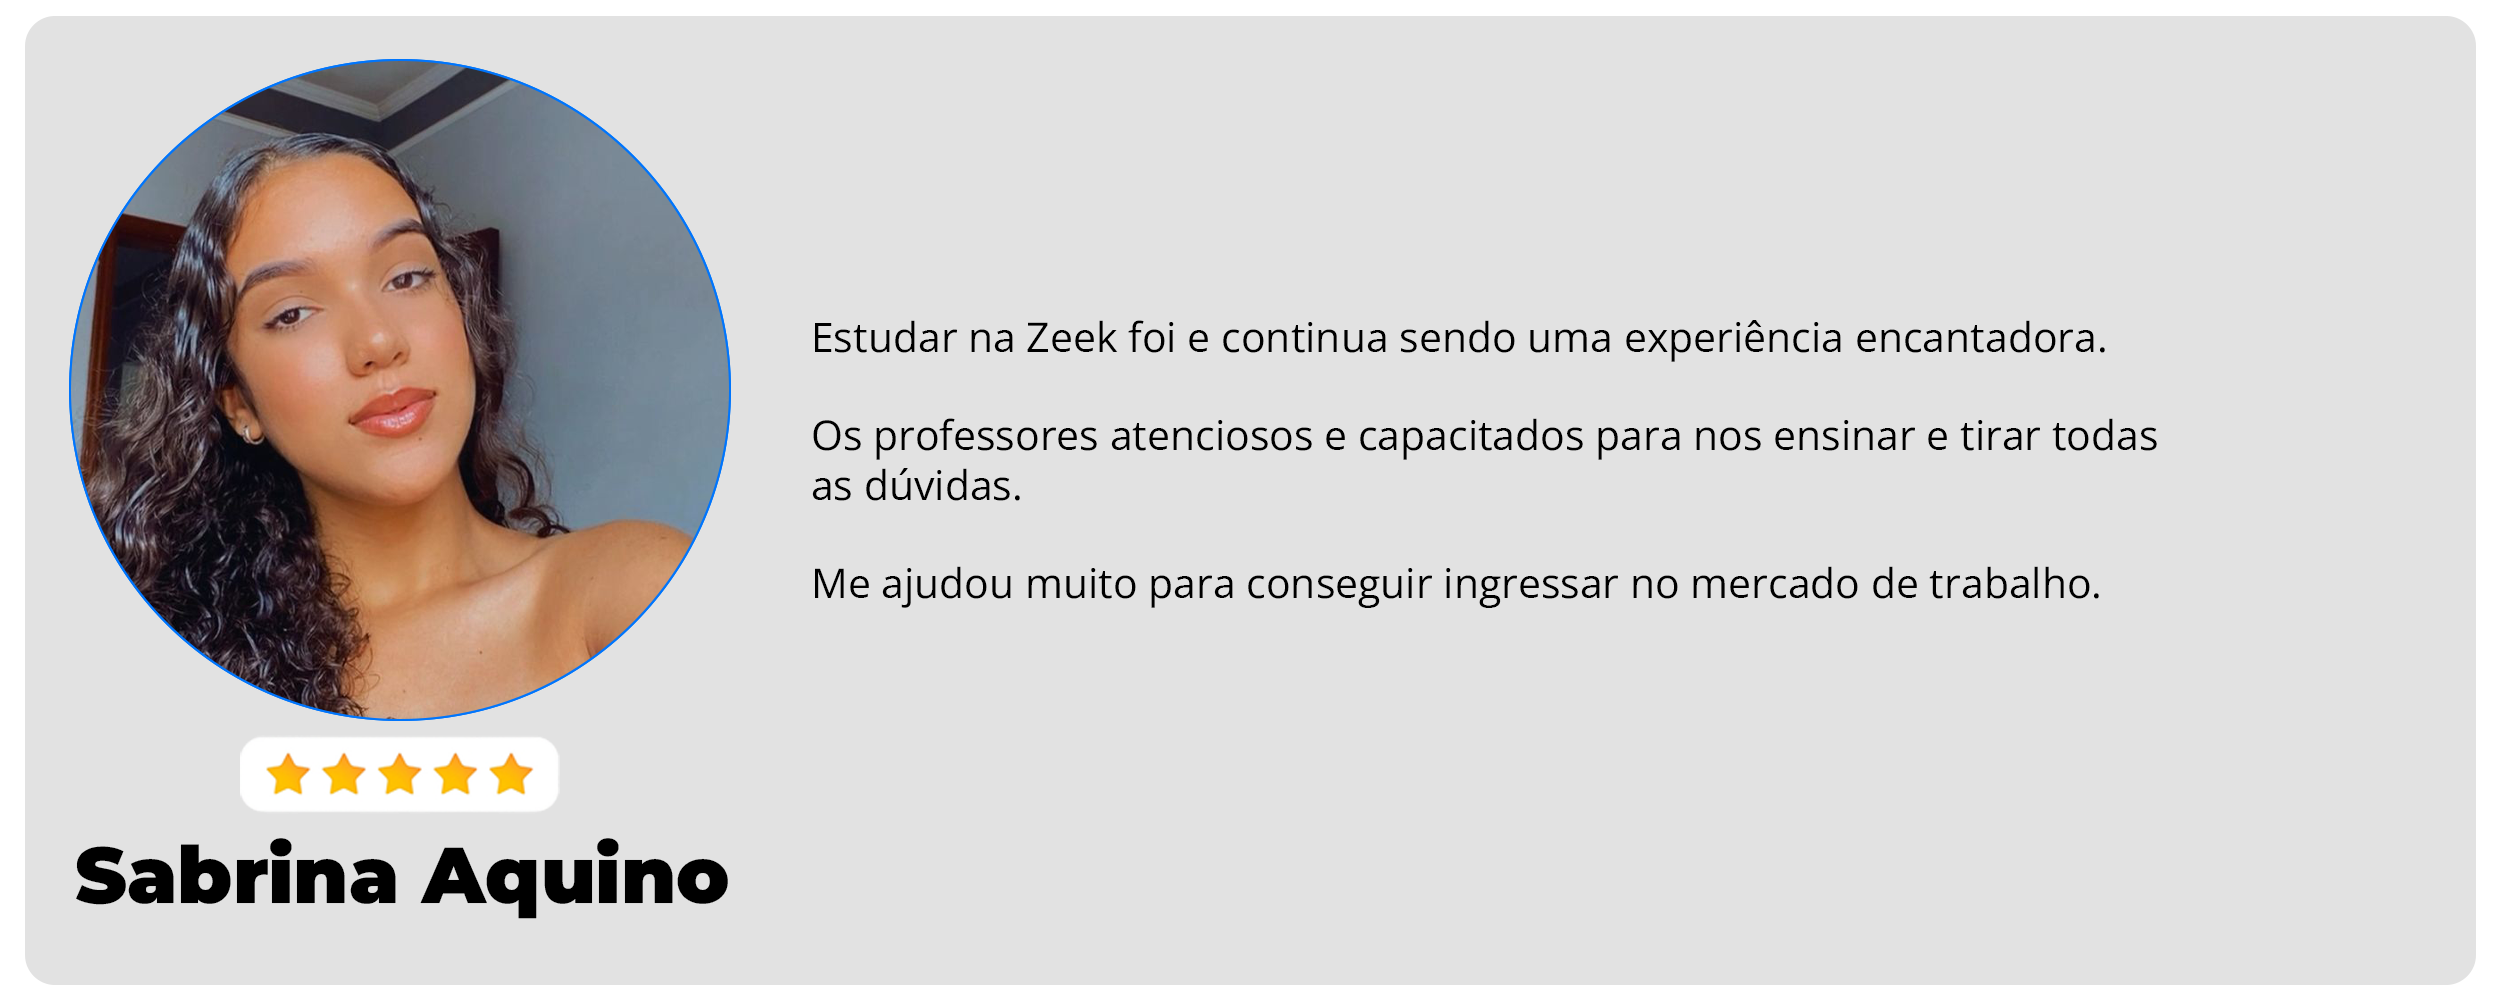 Estudar na Zeek foi e continua sendo uma experiência encantadora.
Os professores atenciosos e capacitados para nos ensinar e tirar todas
as dúvidas.
Me ajudou muito para conseguir ingressar no mercado de trabalho.
Sabrina Aquino